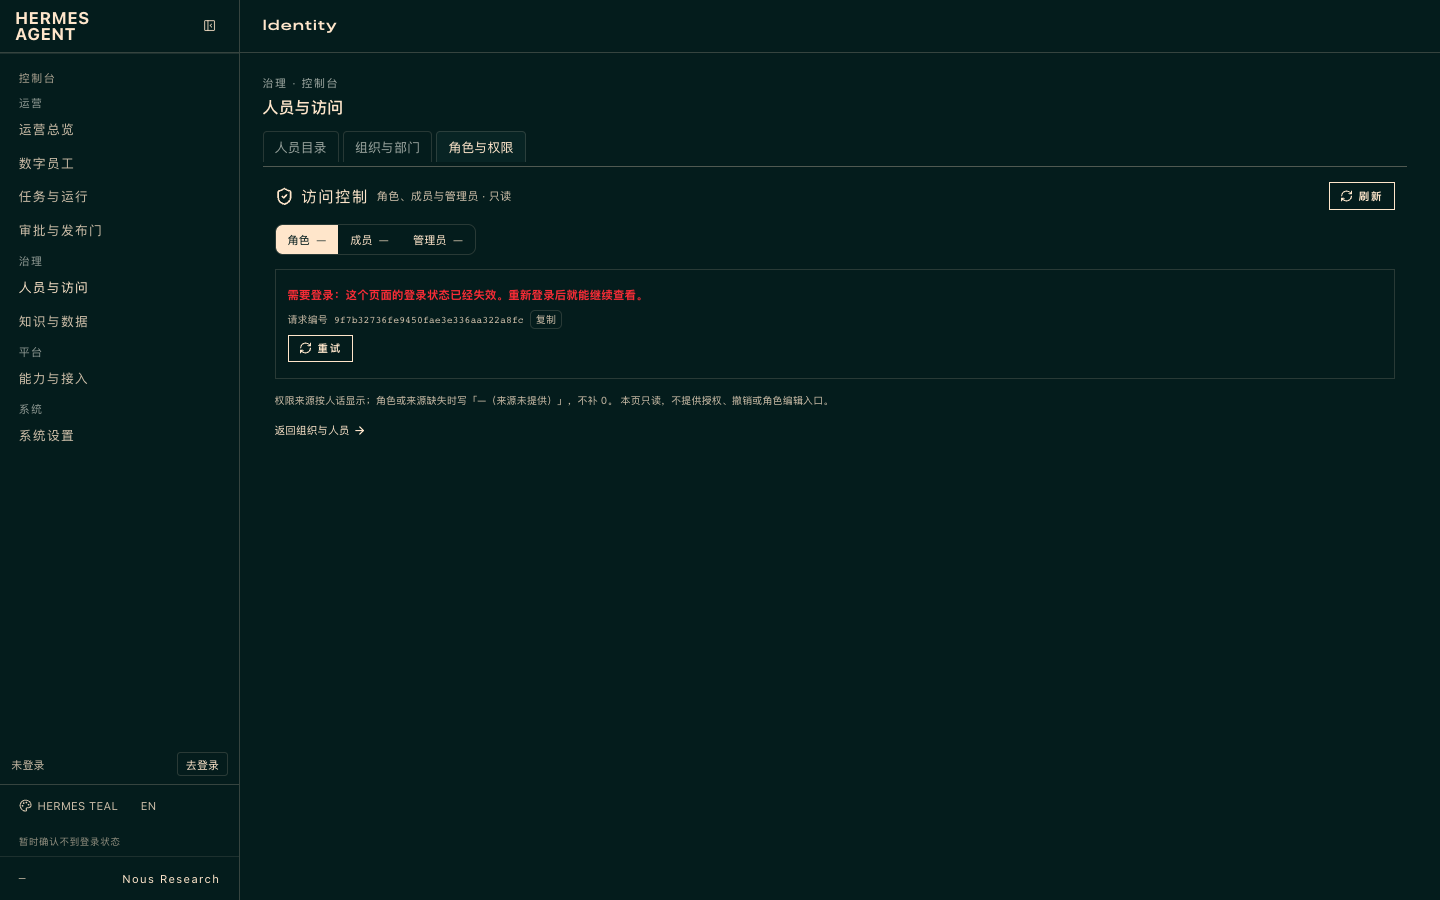 HERMES
AGENT
Identity
控制台
运营
运营总览
数字员工
任务与运行
审批与发布门
治理
人员与访问
知识与数据
平台
能力与接入
系统
系统设置
未登录
去登录
HERMES TEAL EN
暂时确认不到登录状态
— Nous Research
治理 · 控制台
人员与访问
人员目录 组织与部门 角色与权限
访问控制 角色、成员与管理员 · 只读
刷新
角色 — 成员 — 管理员 —
需要登录：这个页面的登录状态已经失效。重新登录后就能继续查看。
请求编号 9f7b32736fe9450fae3e336aa322a8fc 复制
重试
权限来源按人话显示；角色或来源缺失时写「—（来源未提供）」，不补 0。 本页只读，不提供授权、撤销或角色编辑入口。
返回组织与人员 →